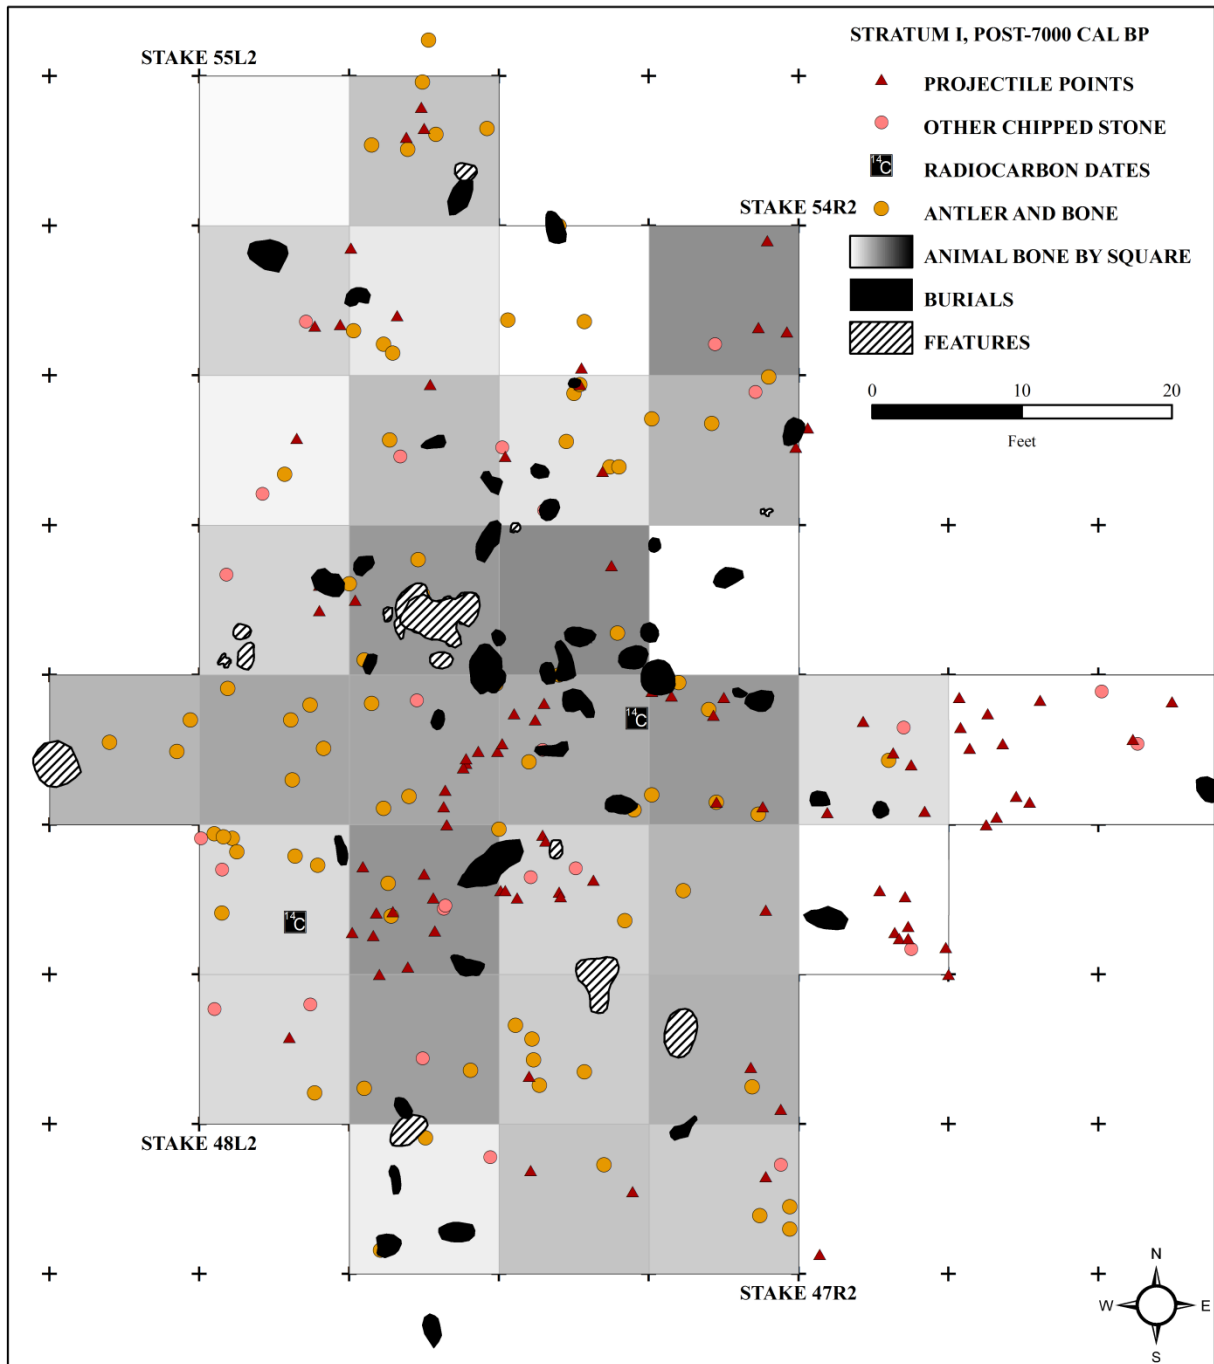 STRATUM I, POST-7000 CAL BP
STAKE 55L2
PROJECTILE POINTS
OTHER CHIPPED STONE
14C
RADIOCARBON DATES
STAKE 54R2
ANTLER AND BONE
ANIMAL BONE BY SQUARE
BURIALS
FEATURES
0 10 20
Feet
14C
14C
STAKE 48L2
STAKE 47R2
N
W E
S